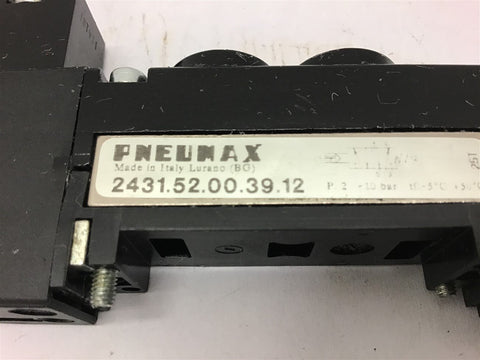 PNEUMAX
Made in Italy Lurano (BG)
2431.52.00.39.12
P. 2 -10 bar